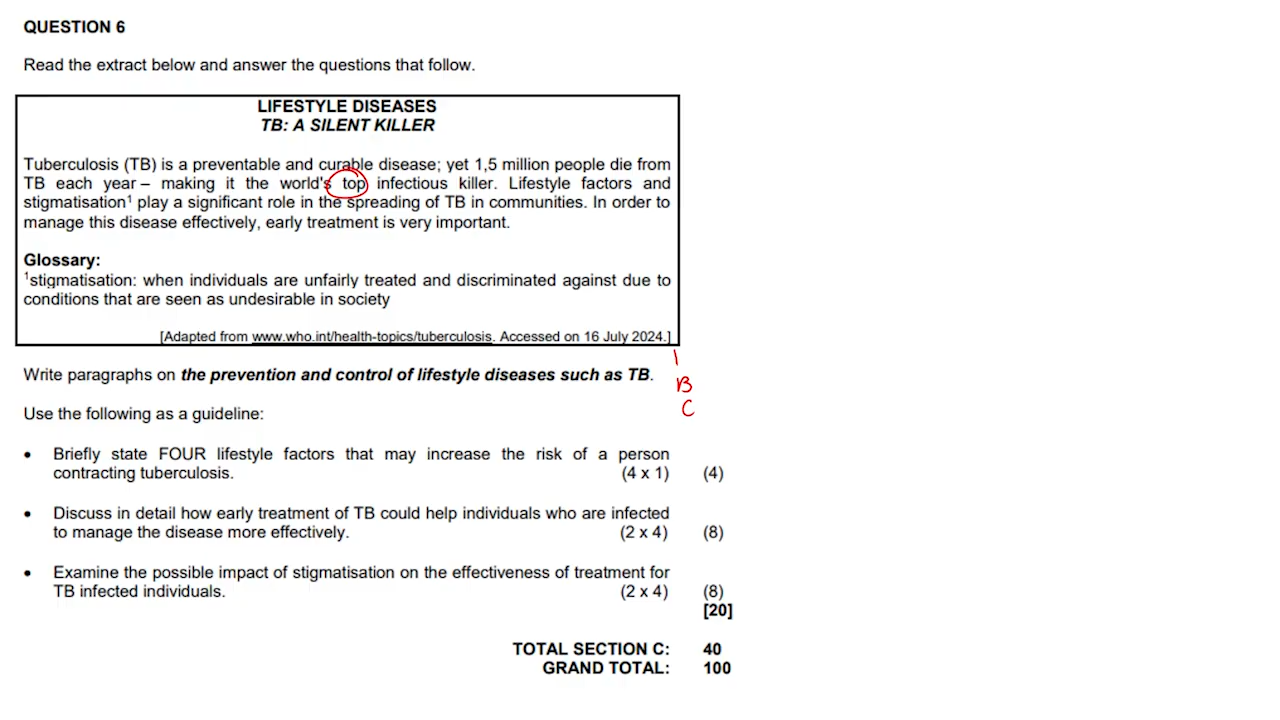 QUESTION 6
Read the extract below and answer the questions that follow.
LIFESTYLE DISEASES
TB: A SILENT KILLER
Tuberculosis (TB) is a preventable and curable disease; yet 1,5 million people die from
TB each year – making it the world's top infectious killer. Lifestyle factors and
stigmatisation¹ play a significant role in the spreading of TB in communities. In order to
manage this disease effectively, early treatment is very important.
Glossary:
¹stigmatisation: when individuals are unfairly treated and discriminated against due to
conditions that are seen as undesirable in society
[Adapted from www.who.int/health-topics/tuberculosis. Accessed on 16 July 2024.]
Write paragraphs on the prevention and control of lifestyle diseases such as TB.
B
C
Use the following as a guideline:
• Briefly state FOUR lifestyle factors that may increase the risk of a person
contracting tuberculosis. (4 x 1) (4)
• Discuss in detail how early treatment of TB could help individuals who are infected
to manage the disease more effectively. (2 x 4) (8)
• Examine the possible impact of stigmatisation on the effectiveness of treatment for
TB infected individuals. (2 x 4) (8)
[20]
TOTAL SECTION C: 40
GRAND TOTAL: 100